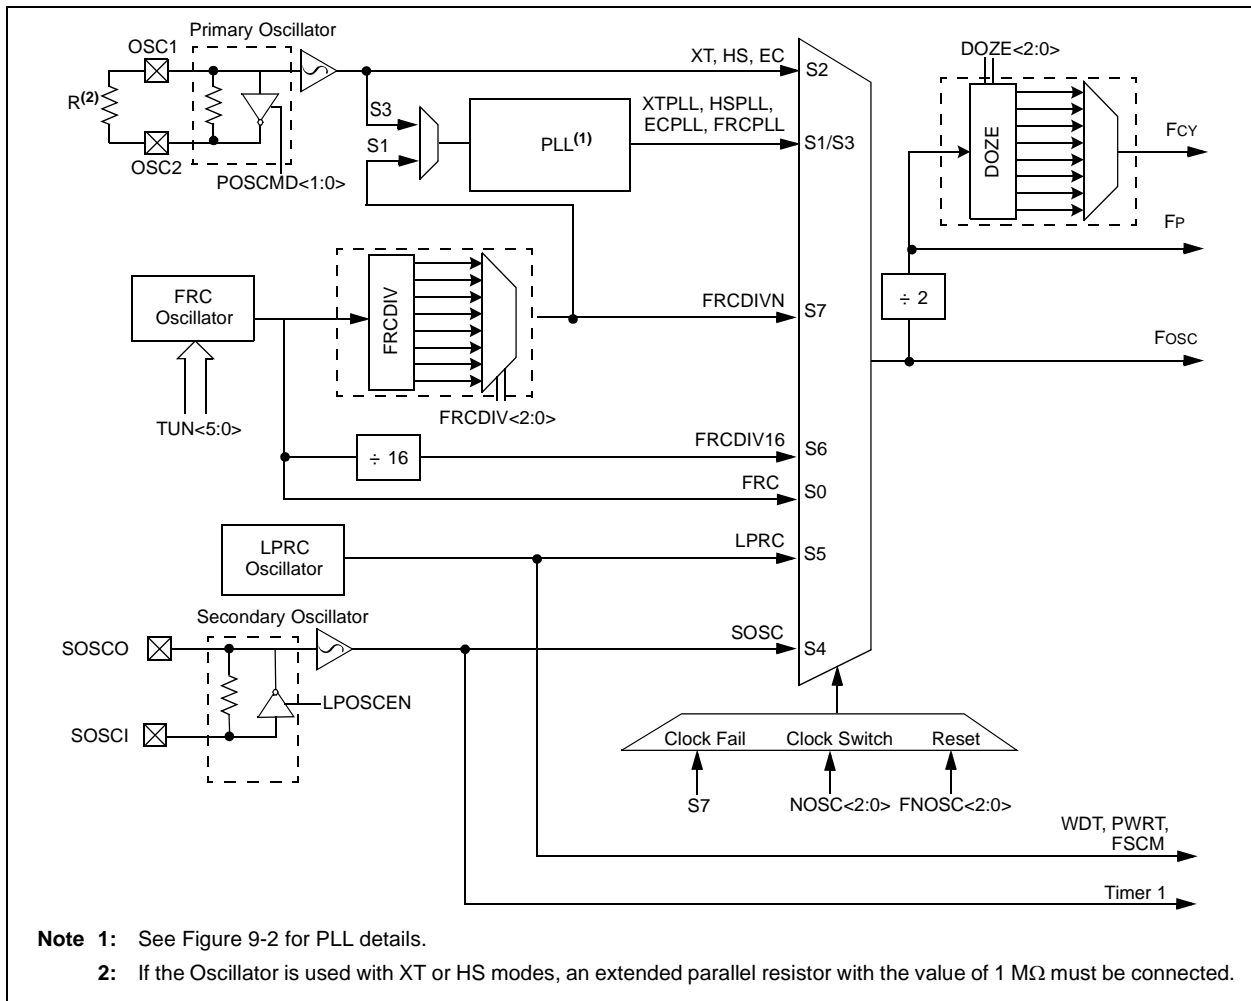 Primary Oscillator
OSC1
R(2)
OSC2
POSCMD<1:0>
S3
S1
PLL(1)
XT, HS, EC
XTPLL, HSPLL,
ECPLL, FRCPLL
S2
S1/S3
DOZE<2:0>
DOZE
FCY
FP
÷ 2
FOSC
FRC
Oscillator
TUN<5:0>
FRCDIV
FRCDIV<2:0>
FRCDIVN
S7
÷ 16
FRCDIV16
S6
FRC
S0
LPRC
Oscillator
LPRC
S5
Secondary Oscillator
SOSCO
SOSCI
LPOSCEN
SOSC
S4
Clock Fail
Clock Switch
Reset
S7
NOSC<2:0>
FNOSC<2:0>
WDT, PWRT,
FSCM
Timer 1
Note 1: See Figure 9-2 for PLL details.
2: If the Oscillator is used with XT or HS modes, an extended parallel resistor with the value of 1 MΩ must be connected.